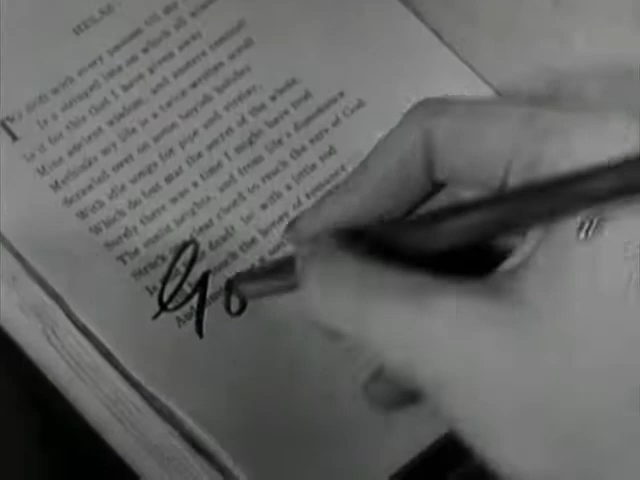 HELAS!
To drift with every passion till my
Is a stringed lute on which all winds
Is it for this that I have given away
Mine ancient wisdom, and austere control
Methinks my life is a twice-written scroll
Scrawled over on some boyish holiday
With idle songs for pipe and virelay,
Which do but mar the secret of the whole.
Surely there was a time I might have trod
The sunlit heights, and from life's dissonance
Struck clear chord to reach the ears of God
Is dead? lo! with a little rod
touch the honey of romance
And
Go